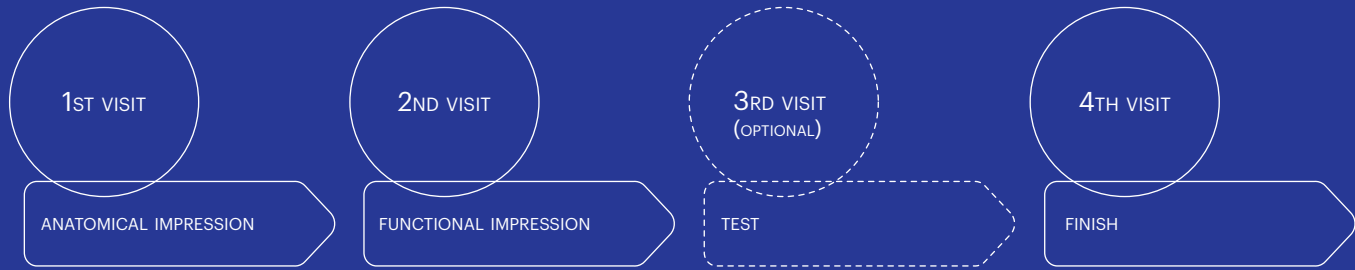 1ST VISIT
2ND VISIT
3RD VISIT
(OPTIONAL)
4TH VISIT
ANATOMICAL IMPRESSION
FUNCTIONAL IMPRESSION
TEST
FINISH